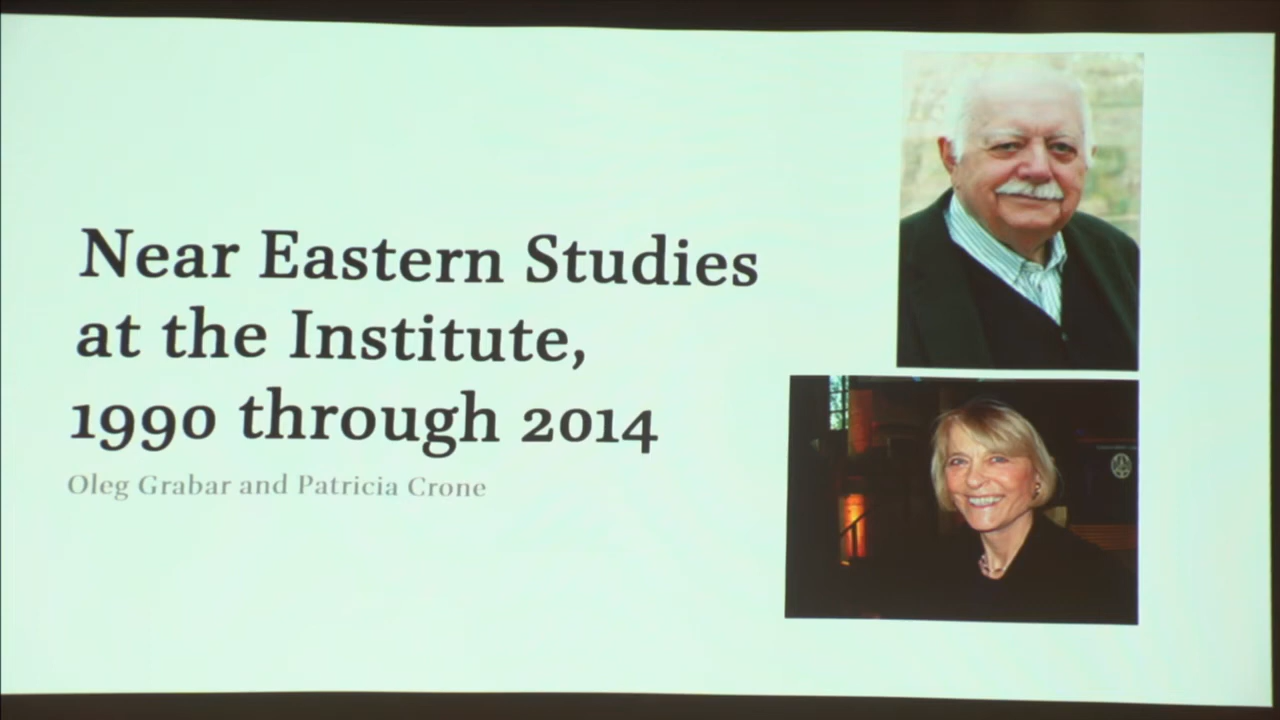 Near Eastern Studies
at the Institute,
1990 through 2014
Oleg Grabar and Patricia Crone